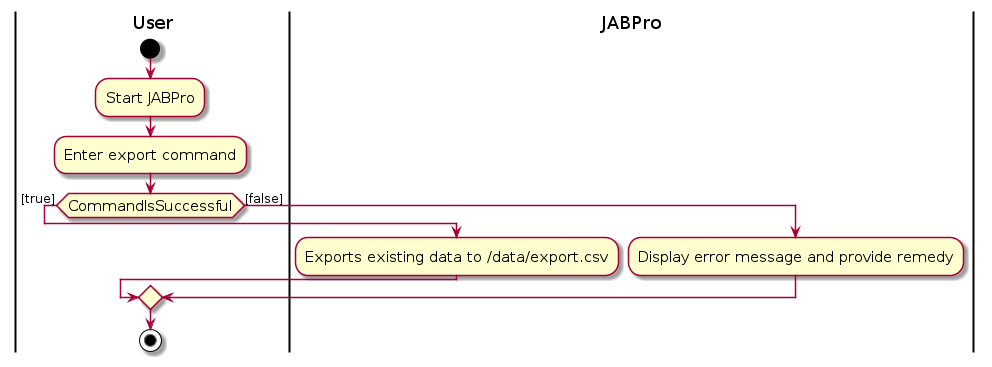 User
JABPro
Start JABPro
Enter export command
[true]
CommandIsSuccessful
[false]
Exports existing data to /data/export.csv
Display error message and provide remedy